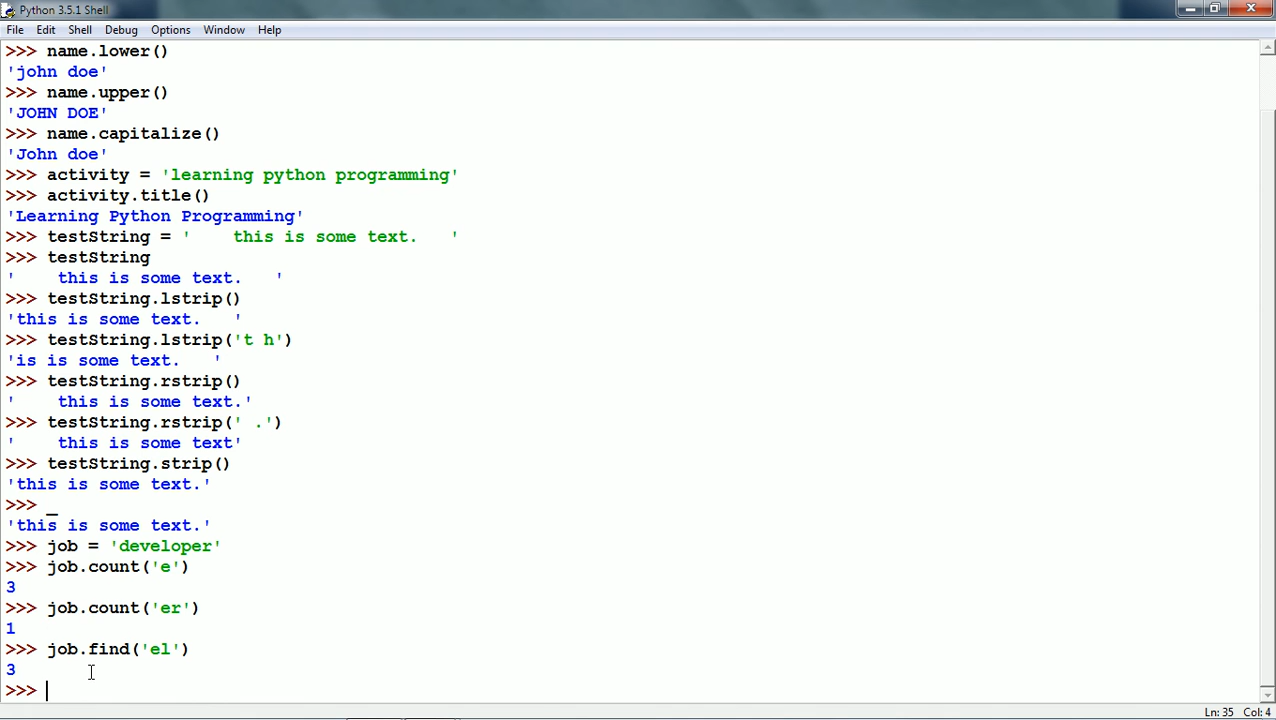 Python 3.5.1 Shell
File Edit Shell Debug Options Window Help
>>> name.lower()
'john doe'
>>> name.upper()
'JOHN DOE'
>>> name.capitalize()
'John doe'
>>> activity = 'learning python programming'
>>> activity.title()
'Learning Python Programming'
>>> testString = '    this is some text.   '
>>> testString
'    this is some text.   '
>>> testString.lstrip()
'this is some text.   '
>>> testString.lstrip('t h')
'is is some text.   '
>>> testString.rstrip()
'    this is some text.'
>>> testString.rstrip(' .')
'    this is some text'
>>> testString.strip()
'this is some text.'
>>> _
'this is some text.'
>>> job = 'developer'
>>> job.count('e')
3
>>> job.count('er')
1
>>> job.find('el')
3
>>>
Ln: 35 Col: 4